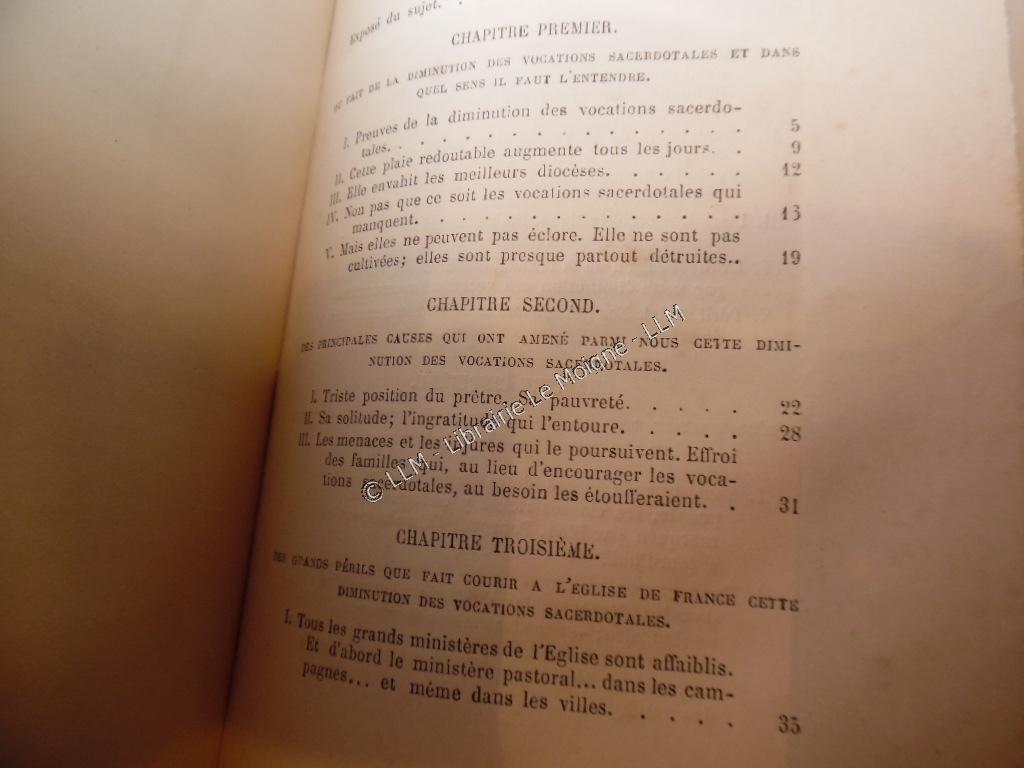 Exposé du sujet. .
CHAPITRE PREMIER.
DU FAIT DE LA DIMINUTION DES VOCATIONS SACERDOTALES ET DANS
QUEL SENS IL FAUT L'ENTENDRE.
I. Preuves de la diminution des vocations sacerdo-
tales. . . . . . . . . . . . . . 5
II. Cette plaie redoutable augmente tous les jours. . 9
III. Elle envahit les meilleurs diocèses. . . . . . 12
IV. Non pas que ce soit les vocations sacerdotales qui
manquent. . . . . . . . . . . . . 13
V. Mais elles ne peuvent pas éclore. Elle ne sont pas
cultivées; elles sont presque partout détruites.. 19
CHAPITRE SECOND.
DES PRINCIPALES CAUSES QUI ONT AMENÉ PARMI NOUS CETTE DIMI-
NUTION DES VOCATIONS SACERDOTALES.
I. Triste position du prêtre. Sa pauvreté. . . . . 22
II. Sa solitude; l'ingratitude qui l'entoure. . . . . 28
III. Les menaces et les injures qui le poursuivent. Effroi
des familles qui, au lieu d'encourager les voca-
tions sacerdotales, au besoin les étoufferaient. . 31
CHAPITRE TROISIÈME.
DES GRANDS PÉRILS QUE FAIT COURIR A L'EGLISE DE FRANCE CETTE
DIMINUTION DES VOCATIONS SACERDOTALES.
I. Tous les grands ministères de l'Eglise sont affaiblis.
Et d'abord le ministère pastoral... dans les cam-
pagnes... et même dans les villes. . . . . 35
© LLM - Librairie Le Moigne - LLM